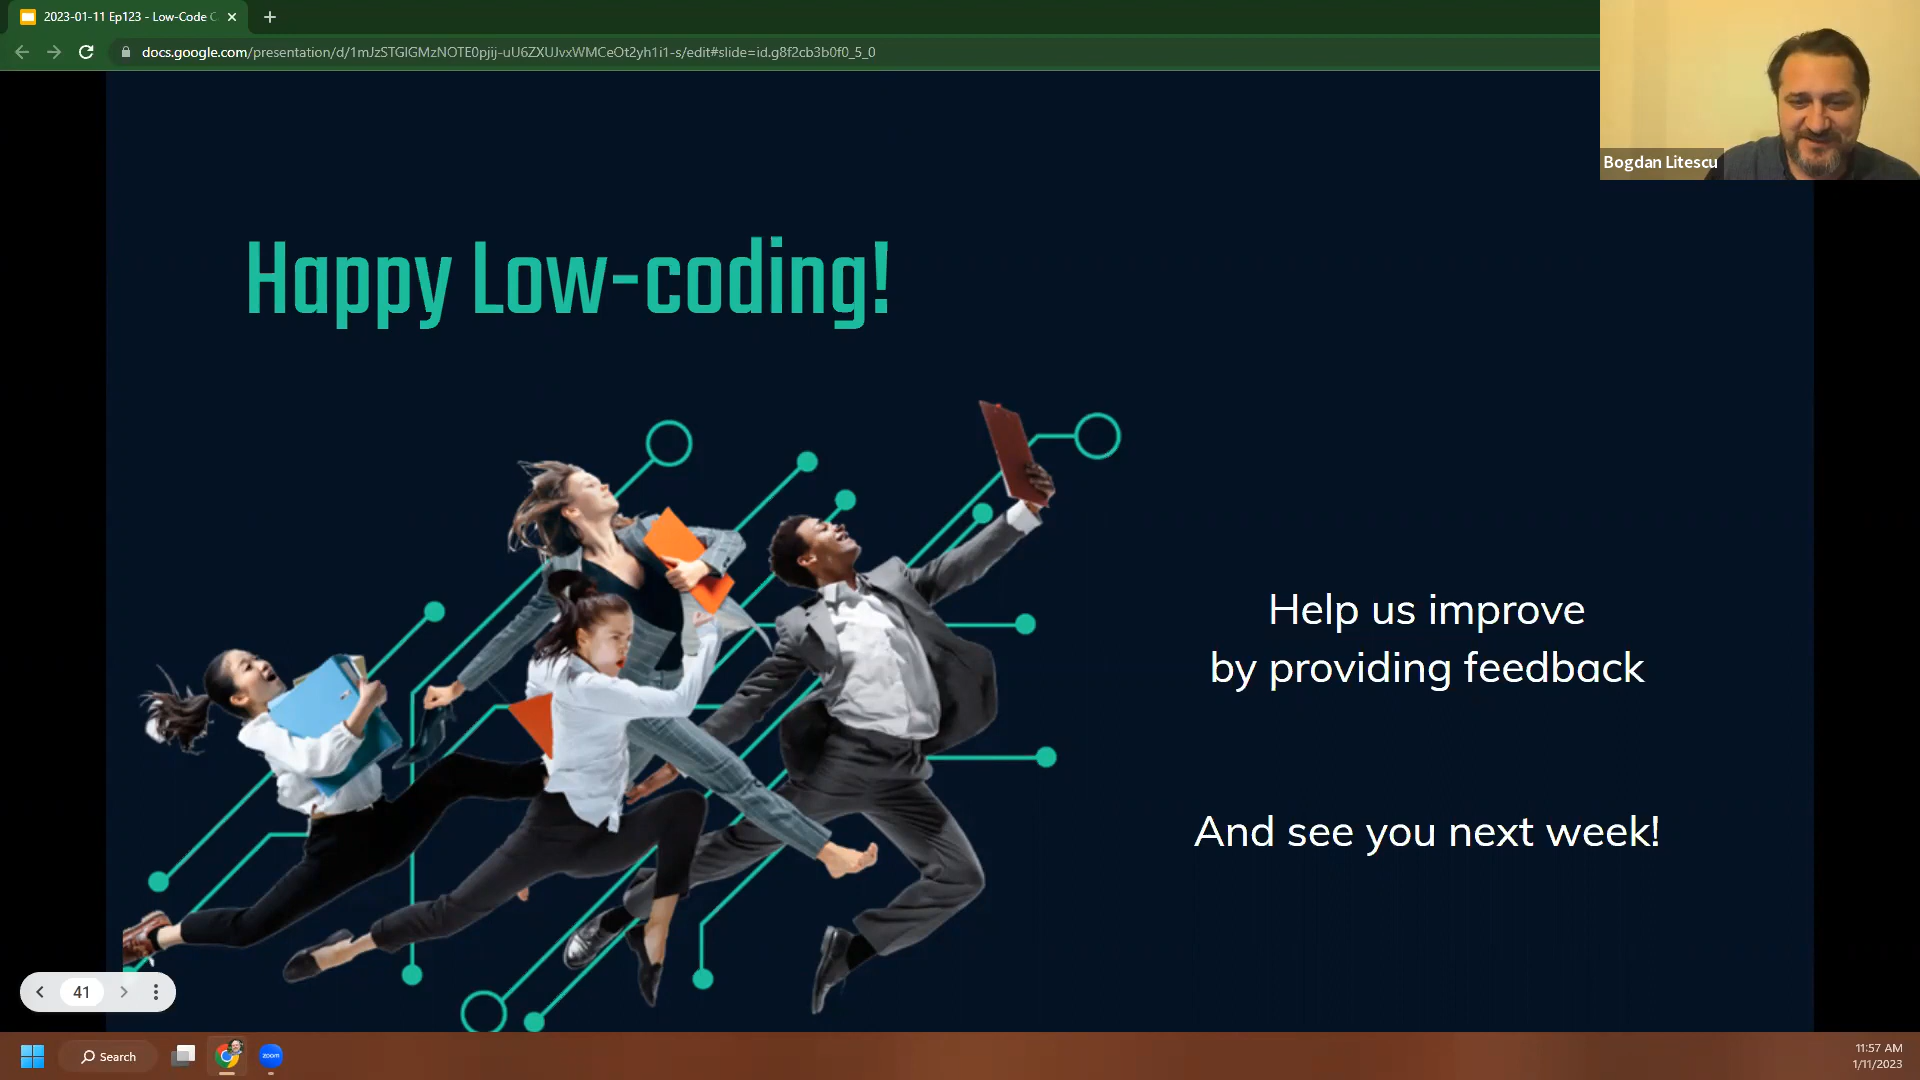 2023-01-11 Ep123 - Low-Code C
docs.google.com/presentation/d/1mJzSTGlGMzNOTE0pjij-uU6ZXUJvxWMCeOt2yh1i1-s/edit#slide=id.g8f2cb3b0f0_5_0
Bogdan Litescu
Happy Low-coding!
Help us improve
by providing feedback
And see you next week!
41
Search
zoom
11:57 AM
1/11/2023